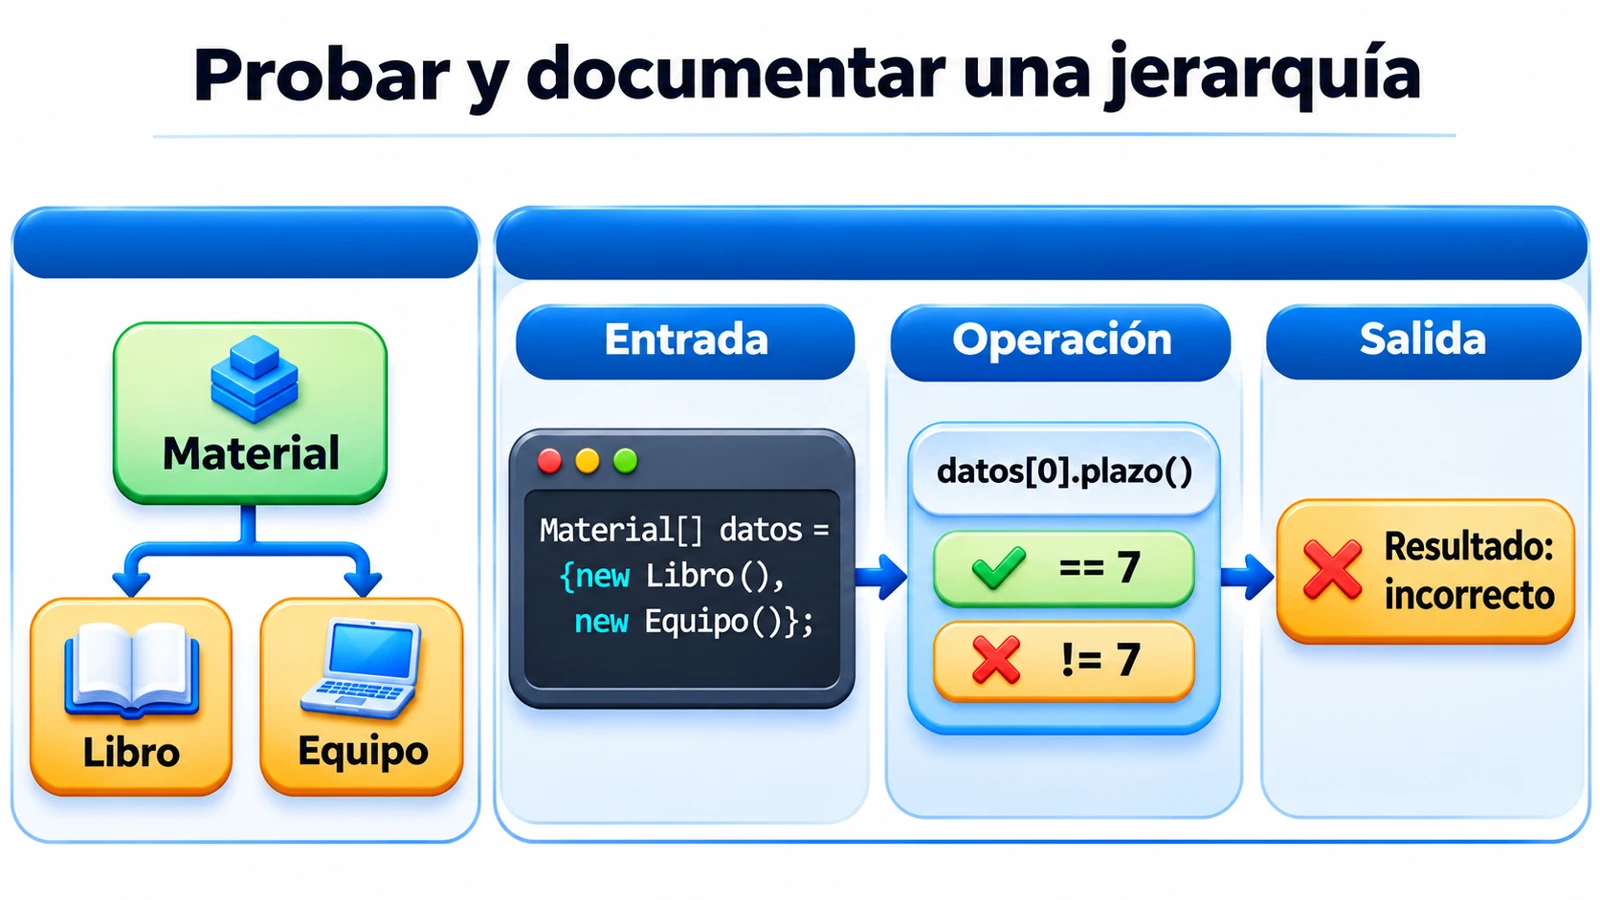 Probar y documentar una jerarquía
Material
Libro
Equipo
Entrada
Material[] datos =
{new Libro(),
new Equipo()};
Operación
datos[0].plazo()
== 7
!= 7
Salida
Resultado:
incorrecto